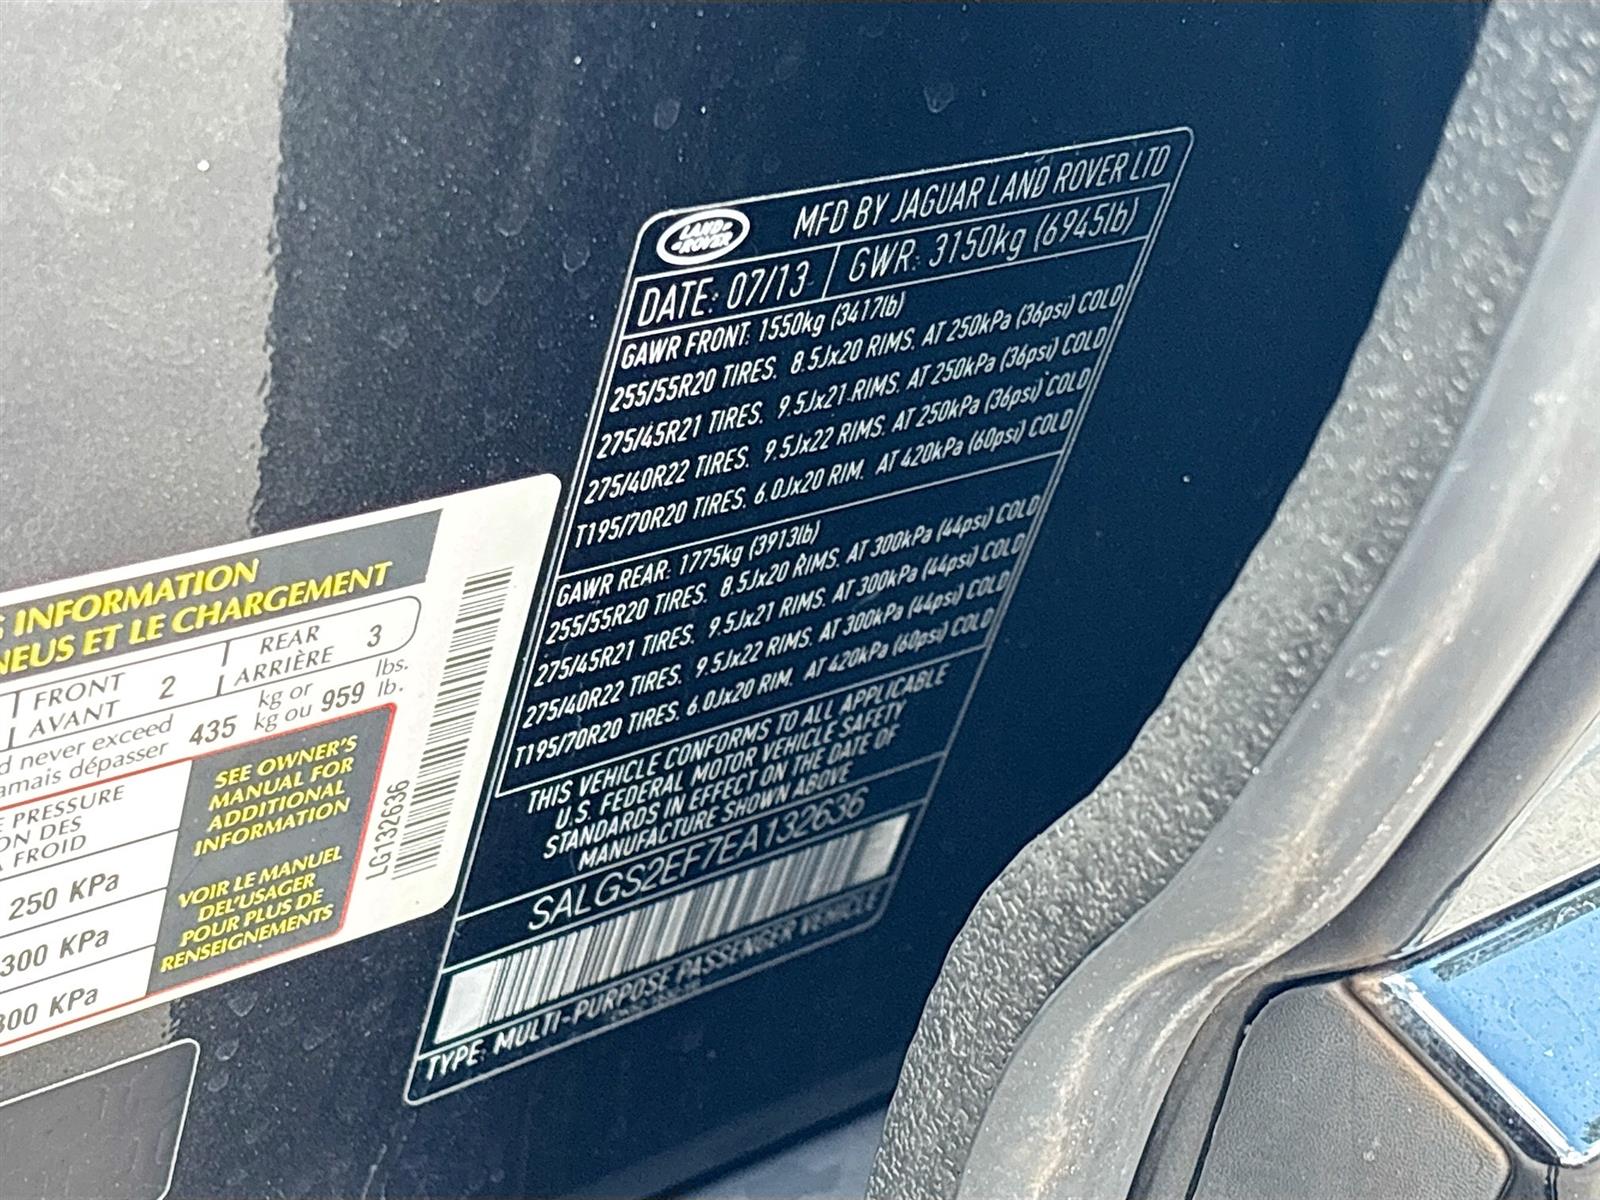 LAND ROVER
MFD BY JAGUAR LAND ROVER LTD
DATE: 07/13 GWR: 3150kg (6945lb)
GAWR FRONT: 1550kg (3417lb)
255/55R20 TIRES. 8.5Jx20 RIMS. AT 250kPa (36psi) COLD
275/45R21 TIRES. 9.5Jx21 RIMS. AT 250kPa (36psi) COLD
275/40R22 TIRES. 9.5Jx22 RIMS. AT 250kPa (36psi) COLD
T195/70R20 TIRES. 6.0Jx20 RIM. AT 420kPa (60psi) COLD
GAWR REAR: 1775kg (3913lb)
255/55R20 TIRES. 8.5Jx20 RIMS. AT 300kPa (44psi) COLD
275/45R21 TIRES. 9.5Jx21 RIMS. AT 300kPa (44psi) COLD
275/40R22 TIRES. 9.5Jx22 RIMS. AT 300kPa (44psi) COLD
T195/70R20 TIRES. 6.0Jx20 RIM. AT 420kPa (60psi) COLD
THIS VEHICLE CONFORMS TO ALL APPLICABLE
U.S. FEDERAL MOTOR VEHICLE SAFETY
STANDARDS IN EFFECT ON THE DATE OF
MANUFACTURE SHOWN ABOVE
SALGS2EF7EA132636
TYPE: MULTI-PURPOSE PASSENGER VEHICLE
S INFORMATION
NEUS ET LE CHARGEMENT
FRONT 2 REAR 3
AVANT ARRIÈRE
d never exceed 435 kg or 959 lbs.
amais dépasser kg ou lb.
E PRESSURE
ON DES
À FROID
250 KPa
300 KPa
300 KPa
SEE OWNER'S
MANUAL FOR
ADDITIONAL
INFORMATION
VOIR LE MANUEL
DE L'USAGER
POUR PLUS DE
RENSEIGNEMENTS
LG132636